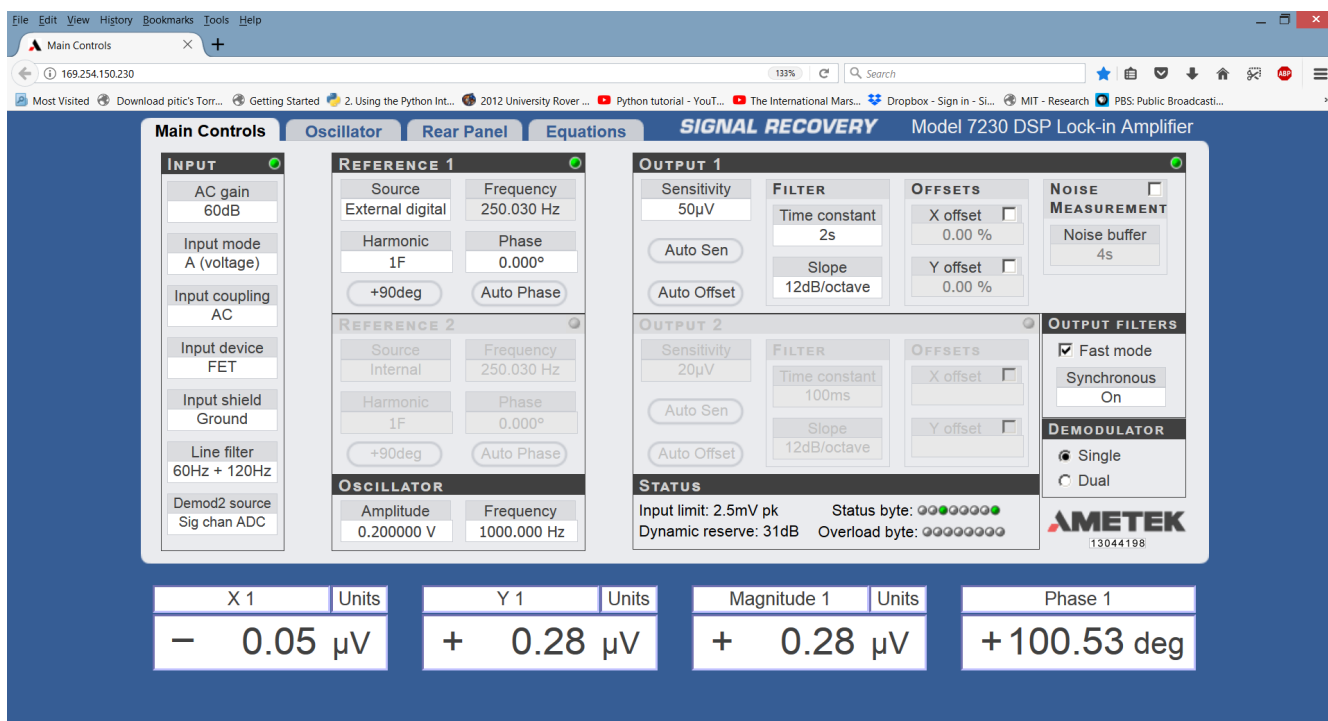 File Edit View History Bookmarks Tools Help
Main Controls
169.254.150.230
133%
Search
Most Visited Download pitic's Torr... Getting Started 2. Using the Python Int... 2012 University Rover ... Python tutorial - YouT... The International Mars... Dropbox - Sign in - Si... MIT - Research PBS: Public Broadcasti...
Main Controls Oscillator Rear Panel Equations SIGNAL RECOVERY Model 7230 DSP Lock-in Amplifier
INPUT
AC gain
60dB
Input mode
A (voltage)
Input coupling
AC
Input device
FET
Input shield
Ground
Line filter
60Hz + 120Hz
Demod2 source
Sig chan ADC
REFERENCE 1
Source Frequency
External digital 250.030 Hz
Harmonic Phase
1F 0.000º
+90deg Auto Phase
REFERENCE 2
Source Frequency
Internal 250.030 Hz
Harmonic Phase
1F 0.000º
+90deg Auto Phase
OSCILLATOR
Amplitude Frequency
0.200000 V 1000.000 Hz
OUTPUT 1
Sensitivity
50µV
Auto Sen
Auto Offset
FILTER
Time constant
2s
Slope
12dB/octave
OFFSETS
X offset
0.00 %
Y offset
0.00 %
NOISE
MEASUREMENT
Noise buffer
4s
OUTPUT 2
Sensitivity
20µV
Auto Sen
Auto Offset
FILTER
Time constant
100ms
Slope
12dB/octave
OFFSETS
X offset
Y offset
OUTPUT FILTERS
Fast mode
Synchronous
On
DEMODULATOR
Single
Dual
STATUS
Input limit: 2.5mV pk Status byte:
Dynamic reserve: 31dB Overload byte:
AMETEK
13044198
X 1 Units Y 1 Units Magnitude 1 Units Phase 1
− 0.05 µV + 0.28 µV + 0.28 µV +100.53 deg